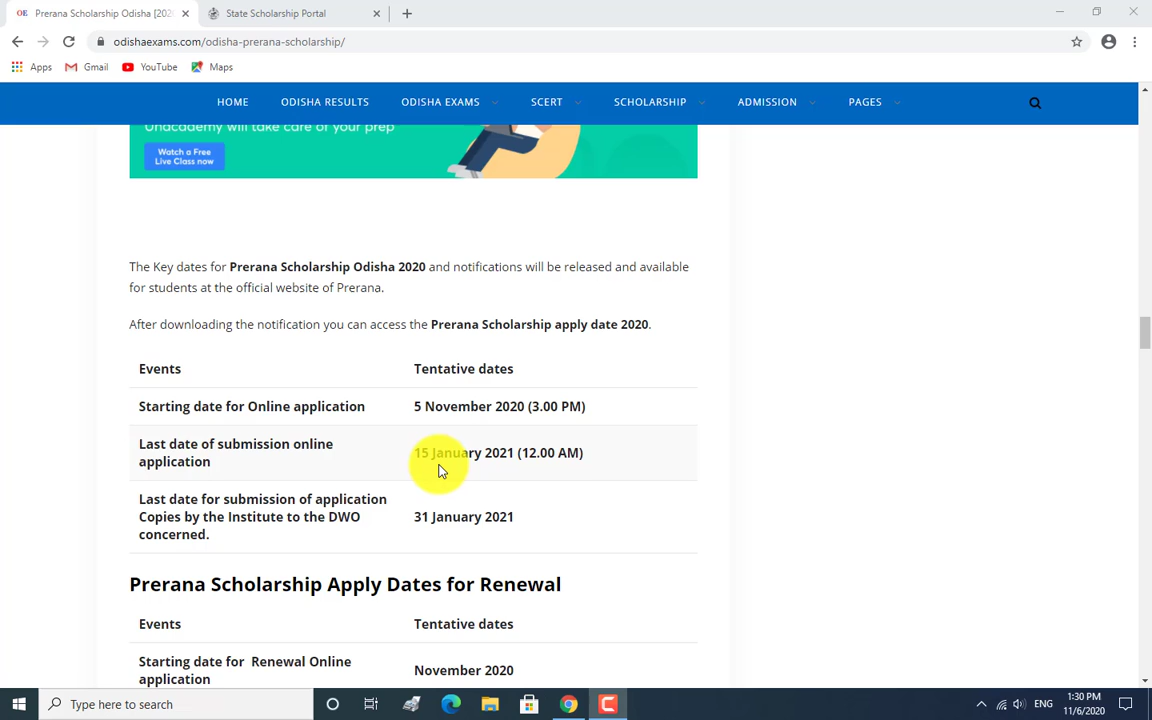 OE Prerana Scholarship Odisha [202
State Scholarship Portal
odishaexams.com/odisha-prerana-scholarship/
Apps Gmail YouTube Maps
HOME ODISHA RESULTS ODISHA EXAMS SCERT SCHOLARSHIP ADMISSION PAGES
Unacademy will take care of your prep
Watch a Free
Live Class now
The Key dates for Prerana Scholarship Odisha 2020 and notifications will be released and available
for students at the official website of Prerana.
After downloading the notification you can access the Prerana Scholarship apply date 2020.
Events Tentative dates
Starting date for Online application 5 November 2020 (3.00 PM)
Last date of submission online
application
15 January 2021 (12.00 AM)
Last date for submission of application
Copies by the Institute to the DWO
concerned.
31 January 2021
Prerana Scholarship Apply Dates for Renewal
Events Tentative dates
Starting date for Renewal Online
application
November 2020
Type here to search
ENG
1:30 PM
11/6/2020